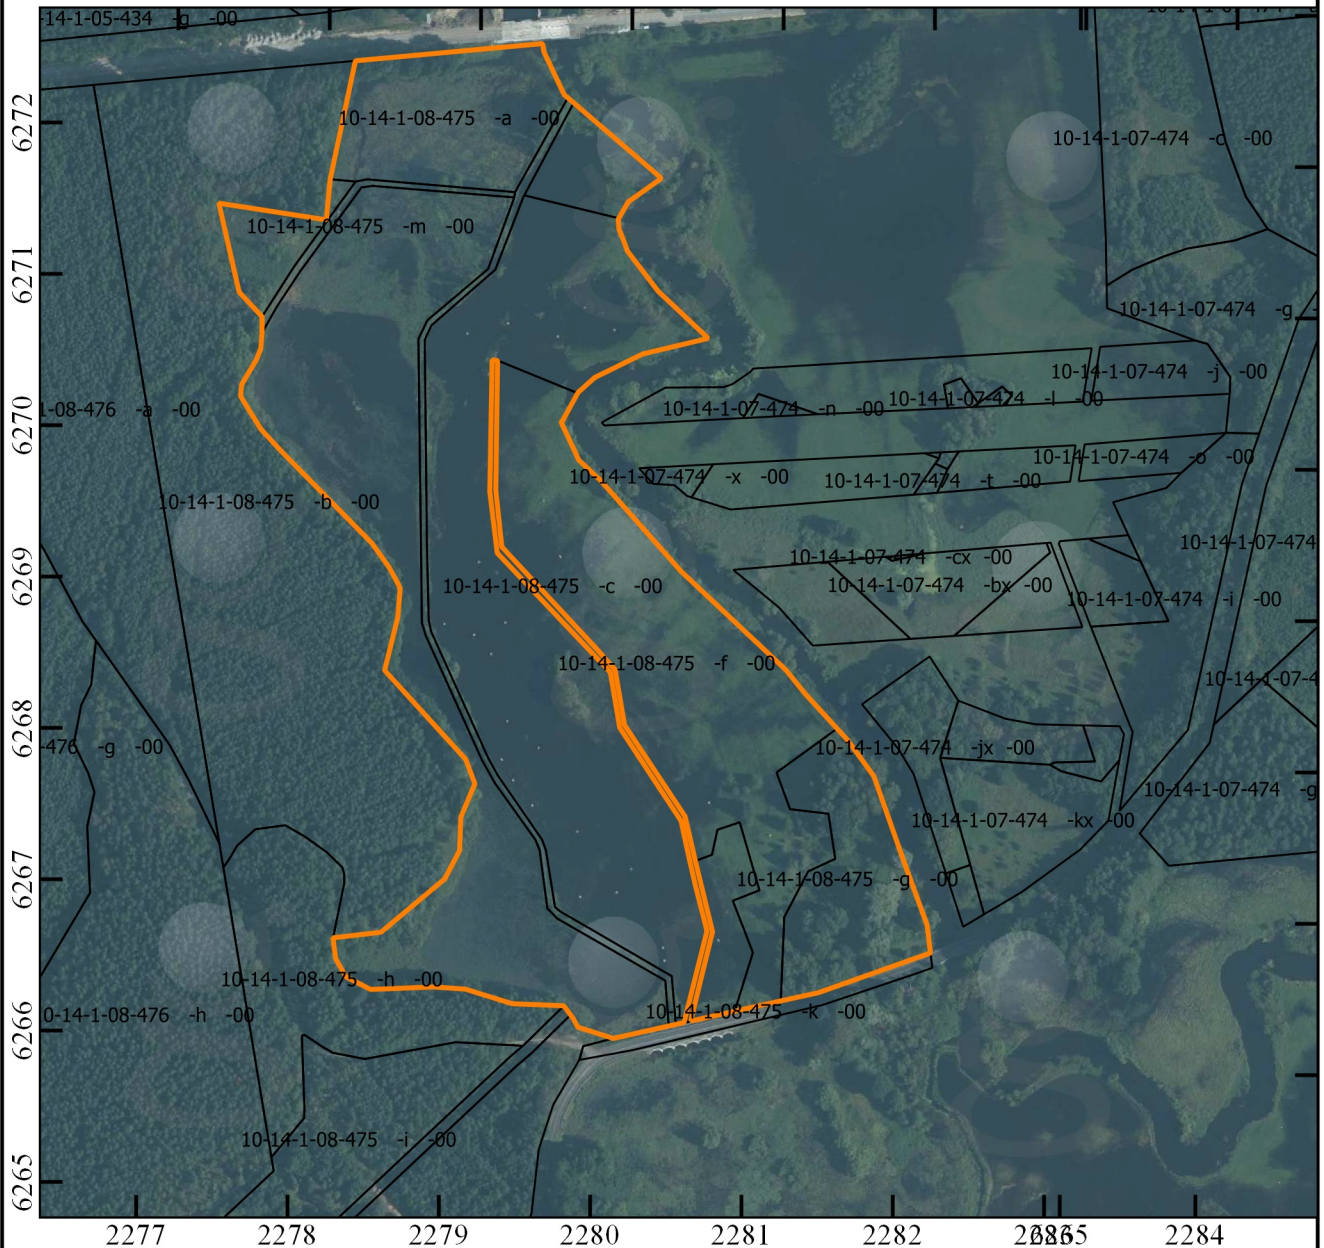 14-1-05-434 -g -00
6272
10-14-1-08-475 -a -00
10-14-1-07-474 -c -00
10-14-1-08-475 -m -00
6271
10-14-1-07-474 -g
10-14-1-07-474 -j -00
10-14-1-07-474 -l -00
1-08-476 -a -00
10-14-1-07-474 -n -00
6270
10-14-1-07-474 -o -00
10-14-1-07-474 -x -00
10-14-1-07-474 -t -00
10-14-1-08-475 -b -00
10-14-1-07-474
10-14-1-07-474 -cx -00
6269
10-14-1-08-475 -c -00
10-14-1-07-474 -bx -00
10-14-1-07-474 -i -00
10-14-1-08-475 -f -00
10-14-1-07-4
6268
-476 -g -00
10-14-1-07-474 -jx -00
10-14-1-07-474 -g
10-14-1-07-474 -kx -00
6267
10-14-1-08-475 -g -00
10-14-1-08-475 -h -00
10-14-1-08-475 -k -00
0-14-1-08-476 -h -00
6266
10-14-1-08-475 -i -00
6265
2277 2278 2279 2280 2281 2282 2284